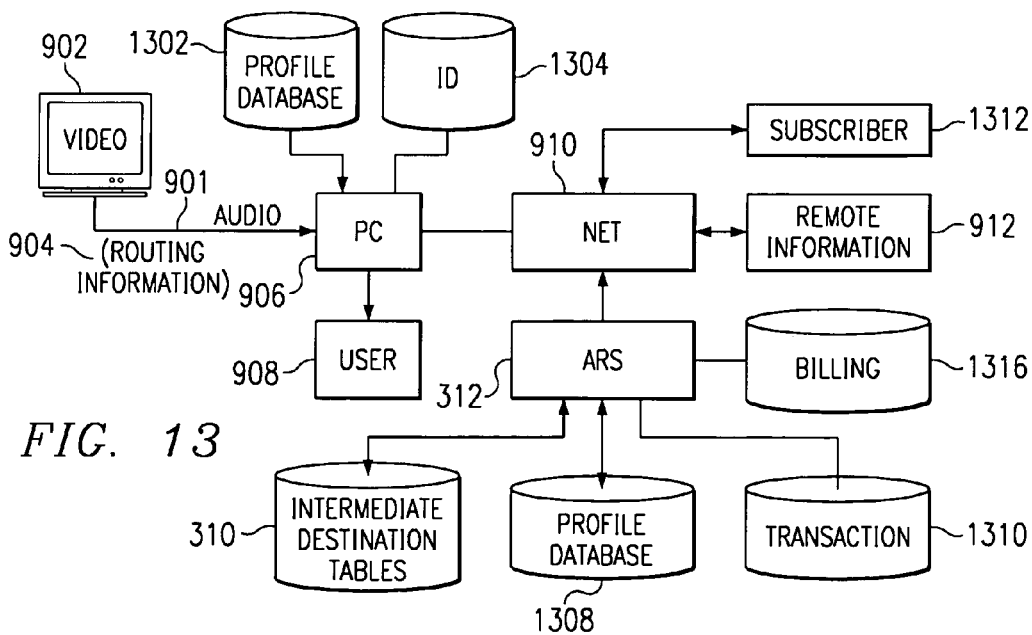 902
1302
PROFILE
DATABASE
ID
1304
VIDEO
SUBSCRIBER
1312
910
901
AUDIO
904
(ROUTING
INFORMATION)
PC
906
NET
REMOTE
INFORMATION
912
USER
908
ARS
312
BILLING
1316
FIG. 13
310
INTERMEDIATE
DESTINATION
TABLES
PROFILE
DATABASE
1308
TRANSACTION
1310